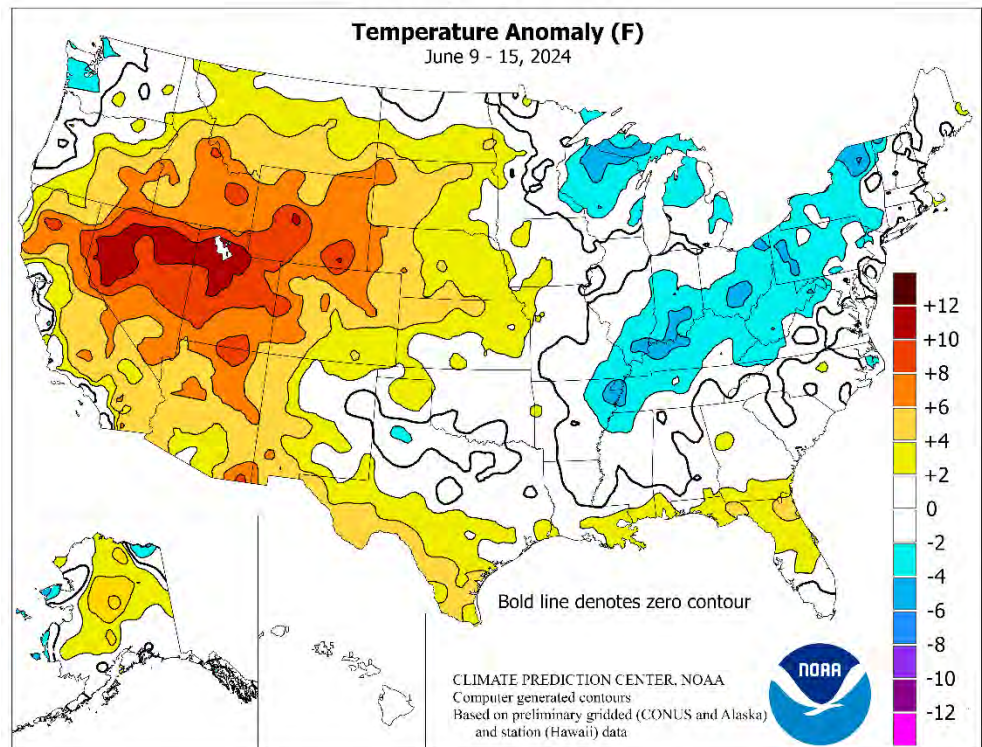 Temperature Anomaly (F)
June 9 - 15, 2024
+12
+10
+8
+6
+4
+2
0
-2
-4
-6
-8
-10
-12
Bold line denotes zero contour
CLIMATE PREDICTION CENTER, NOAA
Computer generated contours
Based on preliminary gridded (CONUS and Alaska)
and station (Hawaii) data
NOAA